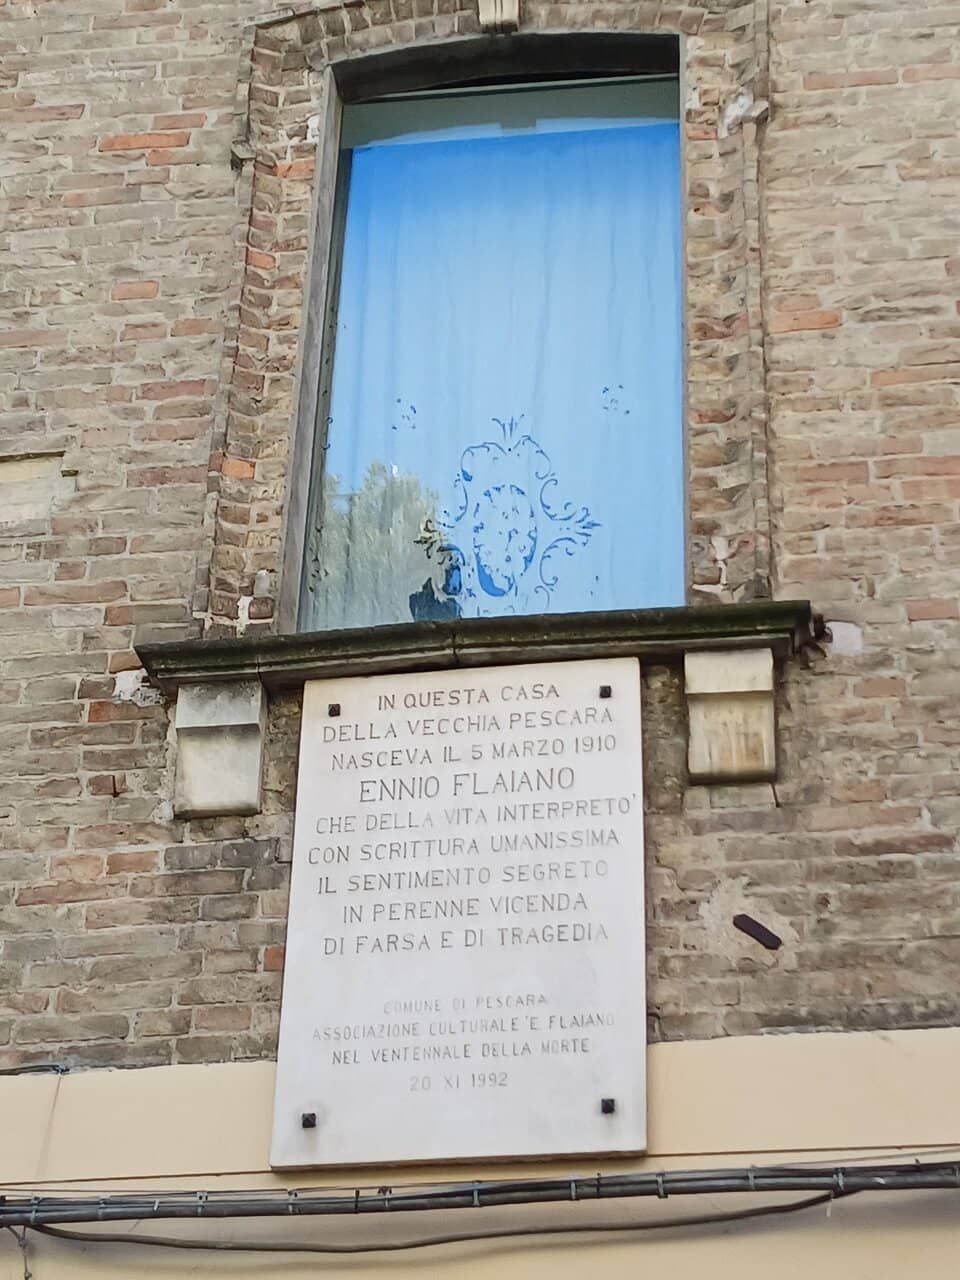 IN QUESTA CASA
DELLA VECCHIA PESCARA
NASCEVA IL 5 MARZO 1910
ENNIO FLAIANO
CHE DELLA VITA INTERPRETO'
CON SCRITTURA UMANISSIMA
IL SENTIMENTO SEGRETO
IN PERENNE VICENDA
DI FARSA E DI TRAGEDIA
COMUNE DI PESCARA
ASSOCIAZIONE CULTURALE 'E FLAIANO
NEL VENTENNALE DELLA MORTE
20 XI 1992